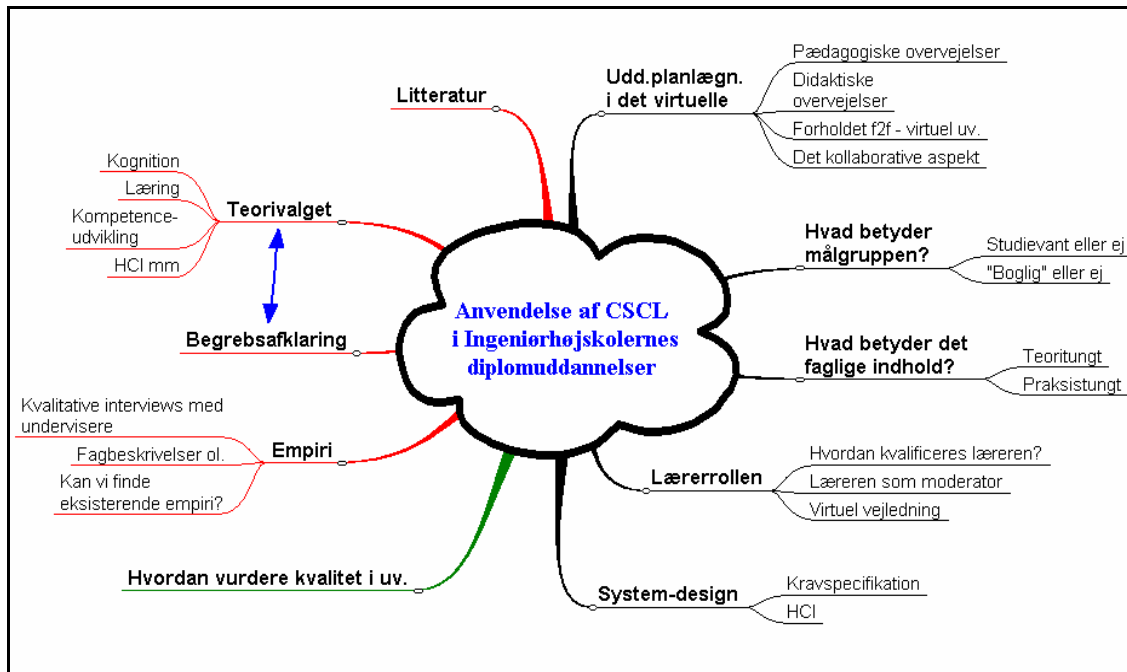 Anvendelse af CSCL
i Ingeniørhøjskolernes
diplomuddannelser
Litteratur
Teorivalget
Kognition
Læring
Kompetence-
udvikling
HCI mm
Begrebsafklaring
Empiri
Kvalitative interviews med
undervisere
Fagbeskrivelser ol.
Kan vi finde
eksisterende empiri?
Hvordan vurdere kvalitet i uv.
Udd.planlægn.
i det virtuelle
Pædagogiske overvejelser
Didaktiske
overvejelser
Forholdet f2f - virtuel uv.
Det kollaborative aspekt
Hvad betyder
målgruppen?
Studievant eller ej
"Boglig" eller ej
Hvad betyder det
faglige indhold?
Teoritungt
Praksistungt
Lærerrollen
Hvordan kvalificeres læreren?
Læreren som moderator
Virtuel vejledning
System-design
Kravspecifikation
HCI